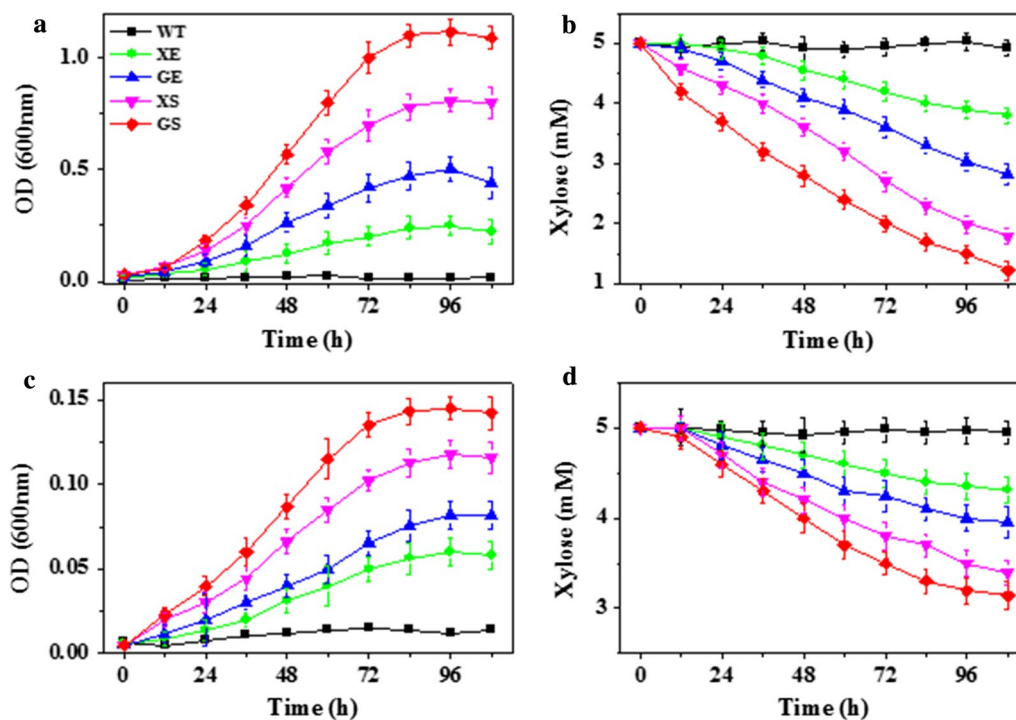 a
WT
XE
GE
XS
GS
OD (600nm)
1.0
0.5
0.0
0 24 48 72 96
Time (h)
b
Xylose (mM)
5
4
3
2
1
0 24 48 72 96
Time (h)
c
OD (600nm)
0.15
0.10
0.05
0.00
0 24 48 72 96
Time (h)
d
Xylose (mM)
5
4
3
0 24 48 72 96
Time (h)